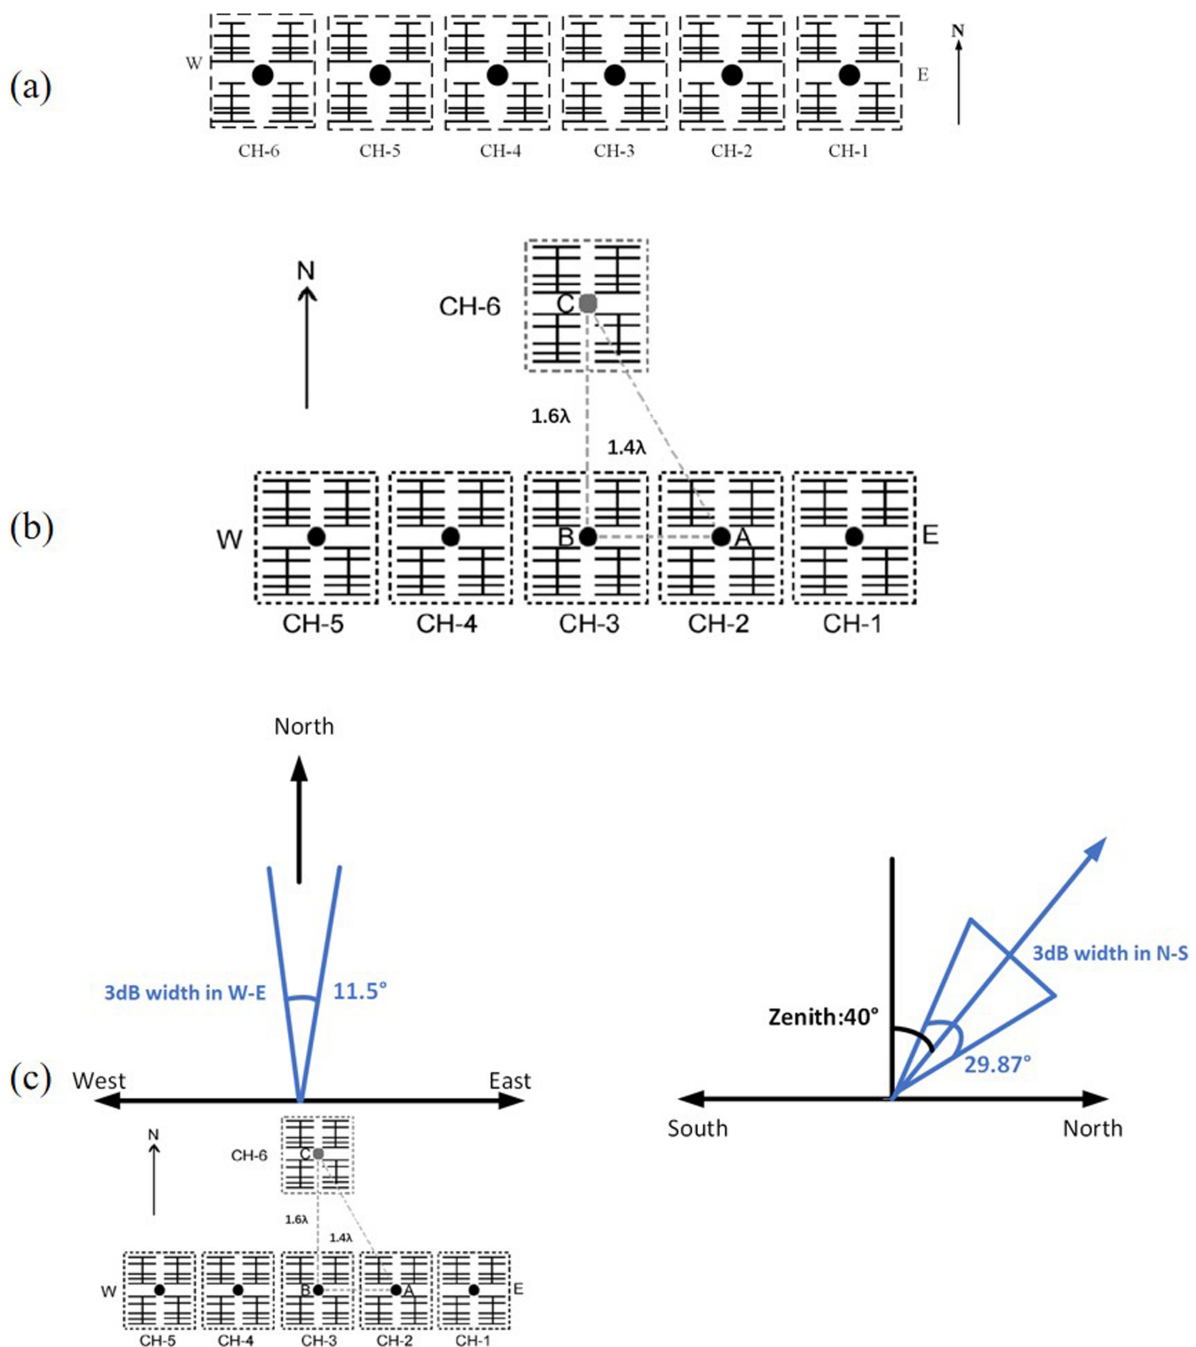 (a)
W
E
N
CH-6 CH-5 CH-4 CH-3 CH-2 CH-1
(b)
N
CH-6
C
1.6λ
1.4λ
W
B
A
E
CH-5 CH-4 CH-3 CH-2 CH-1
(c)
North
3dB width in W-E
11.5°
West
East
Zenith:40°
3dB width in N-S
29.87°
South
North
N
CH-6
C
1.6λ
1.4λ
W
B
A
E
CH-5 CH-4 CH-3 CH-2 CH-1